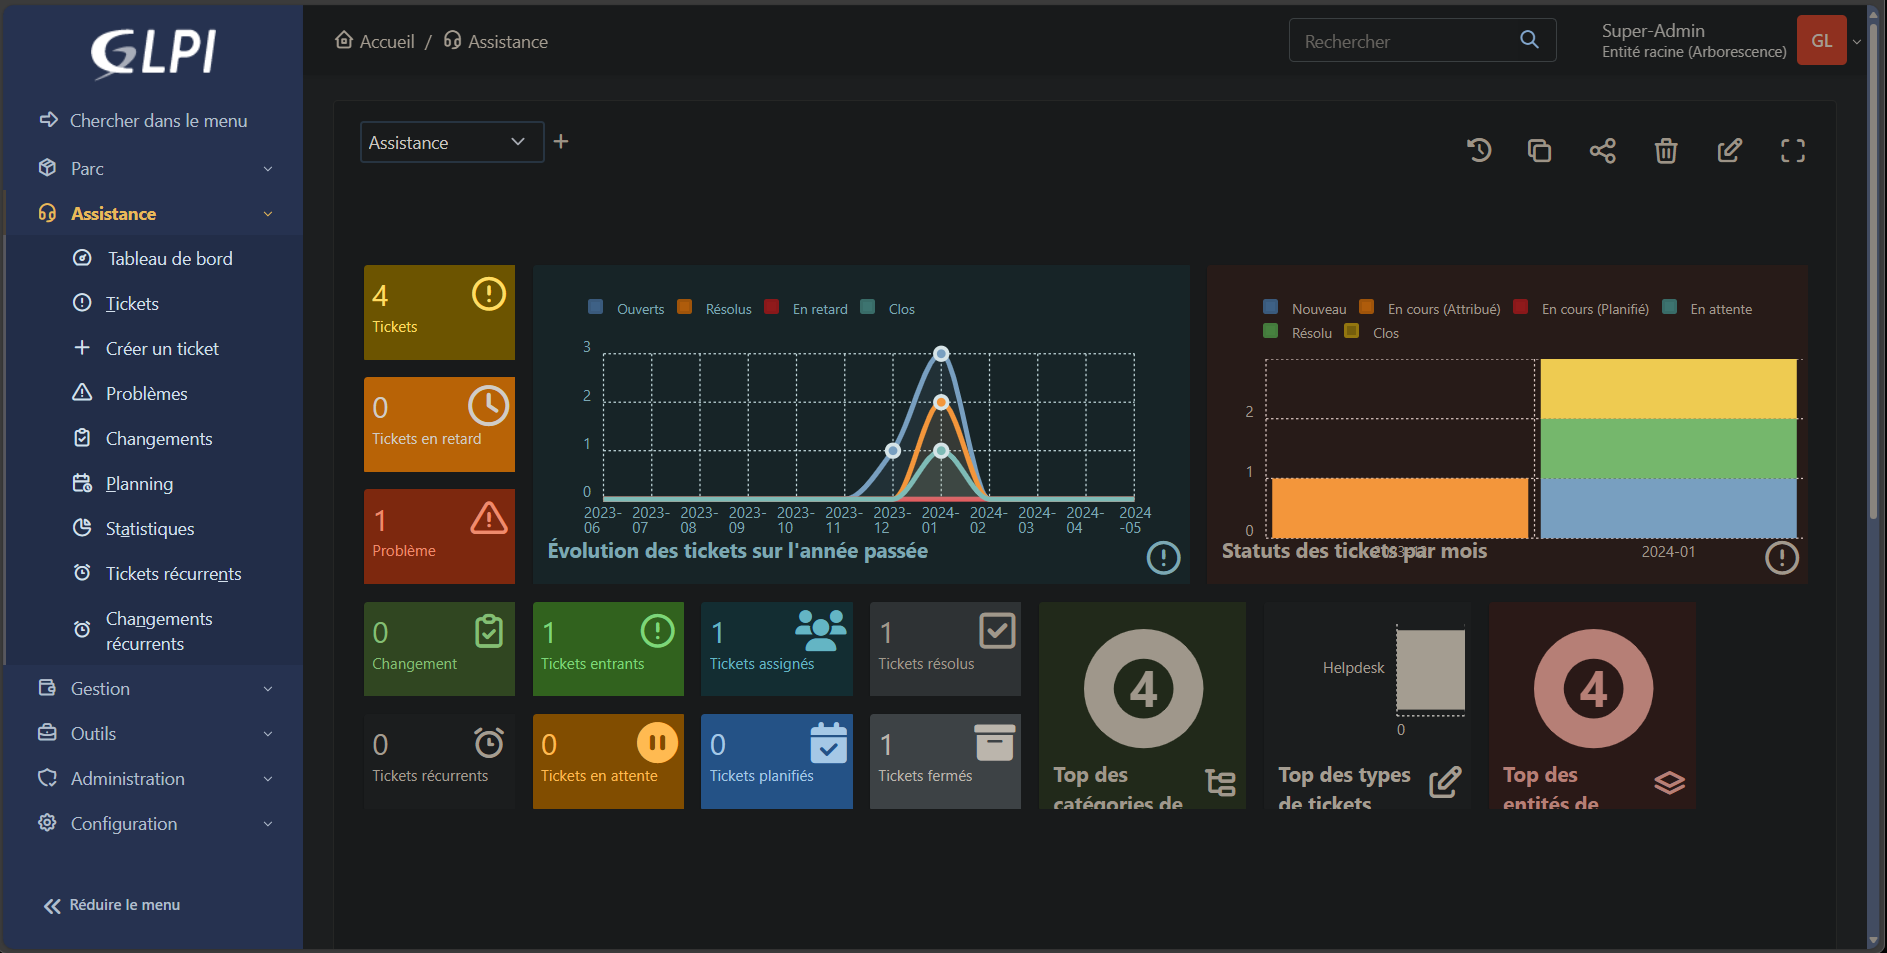 GLPI
Chercher dans le menu
Parc
Assistance
Tableau de bord
Tickets
Créer un ticket
Problèmes
Changements
Planning
Statistiques
Tickets récurrents
Changements
récurrents
Gestion
Outils
Administration
Configuration
Réduire le menu
Accueil / Assistance
Rechercher
Super-Admin
Entité racine (Arborescence)
GL
Assistance
4
Tickets
0
Tickets en retard
1
Problème
Ouverts Résolus En retard Clos
3
2
1
0
2023-06 2023-07 2023-08 2023-09 2023-10 2023-11 2023-12 2024-01 2024-02 2024-03 2024-04 2024-05
Évolution des tickets sur l'année passée
Nouveau En cours (Attribué) En cours (Planifié) En attente
Résolu Clos
2
1
0
2024-01
Statuts des tickets par mois
0
Changement
1
Tickets entrants
1
Tickets assignés
1
Tickets résolus
0
Tickets récurrents
0
Tickets en attente
0
Tickets planifiés
1
Tickets fermés
4
Top des
catégories de
Helpdesk
0
Top des types
de tickets
4
Top des
entités de